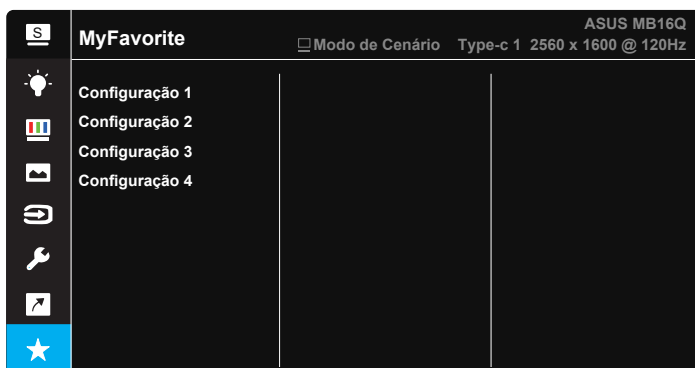 S
ASUS MB16Q
MyFavorite
Modo de Cenário Type-c 1 2560 x 1600 @ 120Hz
Configuração 1
Configuração 2
Configuração 3
Configuração 4